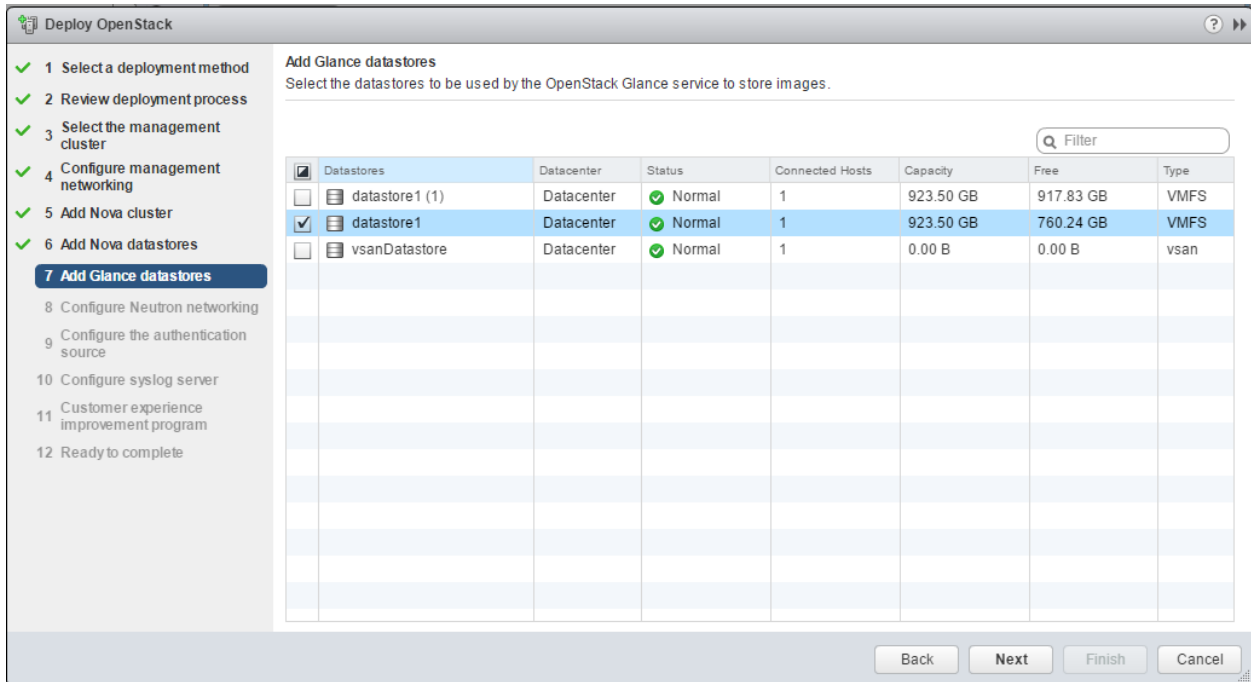 Deploy OpenStack
?
1 Select a deployment method
2 Review deployment process
3 Select the management
cluster
4 Configure management
networking
5 Add Nova cluster
6 Add Nova datastores
7 Add Glance datastores
8 Configure Neutron networking
9 Configure the authentication
source
10 Configure syslog server
11 Customer experience
improvement program
12 Ready to complete
Add Glance datastores
Select the datastores to be used by the OpenStack Glance service to store images.
Filter
Datastores Datacenter Status Connected Hosts Capacity Free Type
datastore1 (1) Datacenter Normal 1 923.50 GB 917.83 GB VMFS
datastore1 Datacenter Normal 1 923.50 GB 760.24 GB VMFS
vsanDatastore Datacenter Normal 1 0.00 B 0.00 B vsan
Back Next Finish Cancel